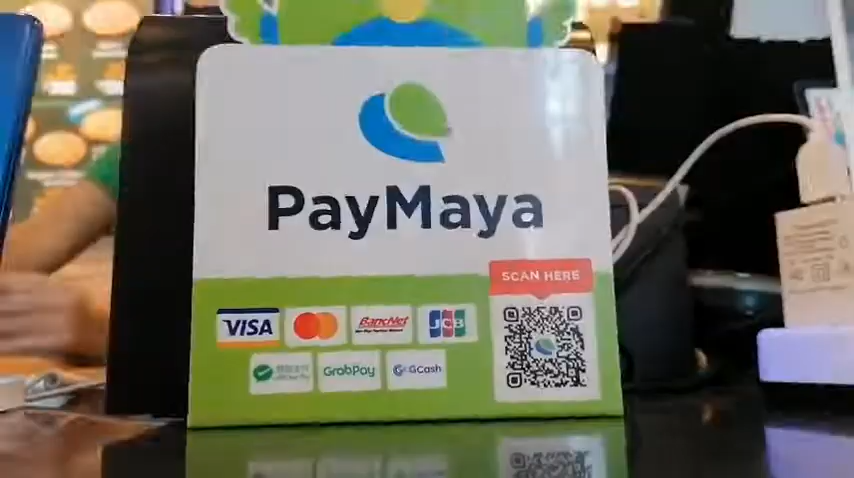 PayMaya
SCAN HERE
VISA
BancNet
JCB
GrabPay
GCash